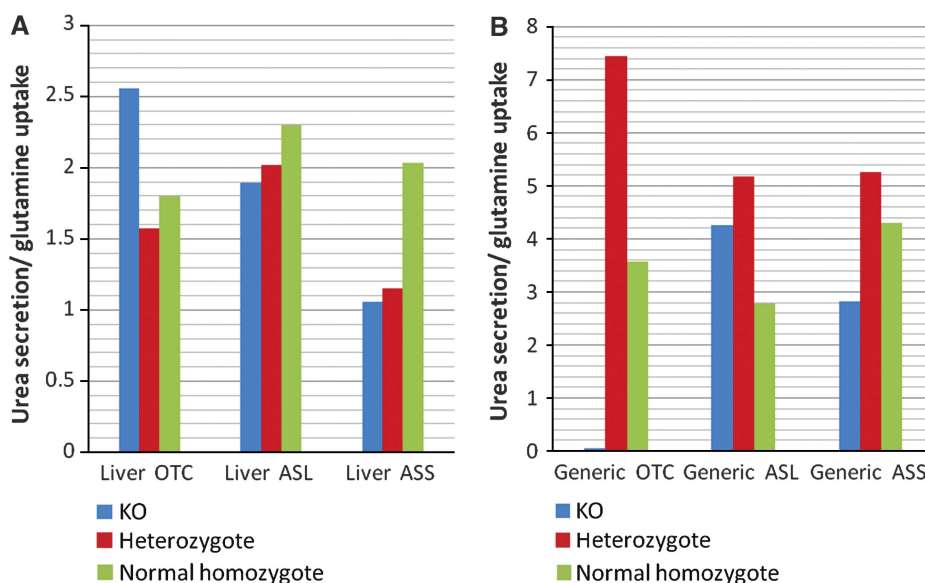 A
Urea secretion/ glutamine uptake
3
2.5
2
1.5
1
0.5
0
Liver OTC
Liver ASL
Liver ASS
KO
Heterozygote
Normal homozygote
B
Urea secretion/ glutamine uptake
8
7
6
5
4
3
2
1
0
Generic OTC
Generic ASL
Generic ASS
KO
Heterozygote
Normal homozygote